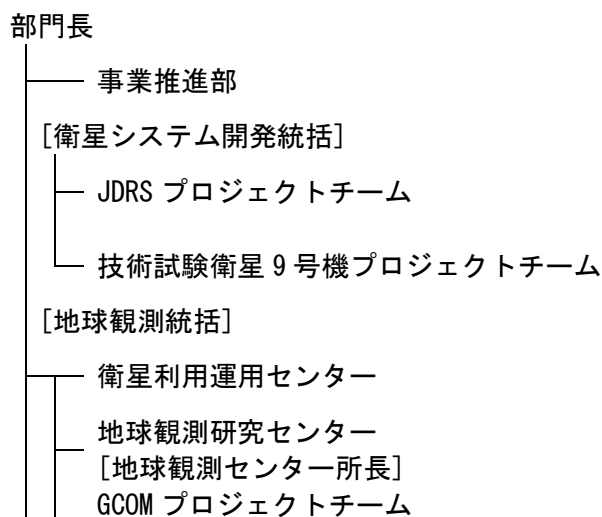 部門長
事業推進部
[衛星システム開発統括]
JDRS プロジェクトチーム
技術試験衛星 9 号機プロジェクトチーム
[地球観測統括]
衛星利用運用センター
地球観測研究センター
[地球観測センター所長]
GCOM プロジェクトチーム